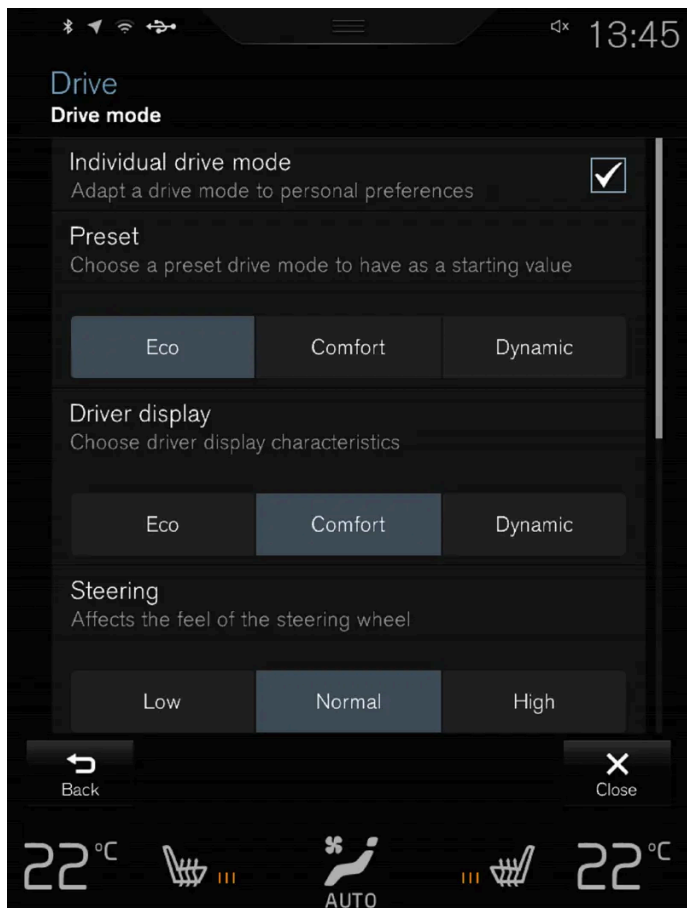 13:45
Drive
Drive mode
Individual drive mode
Adapt a drive mode to personal preferences
Preset
Choose a preset drive mode to have as a starting value
Eco Comfort Dynamic
Driver display
Choose driver display characteristics
Eco Comfort Dynamic
Steering
Affects the feel of the steering wheel
Low Normal High
Back Close
22°C AUTO 22°C